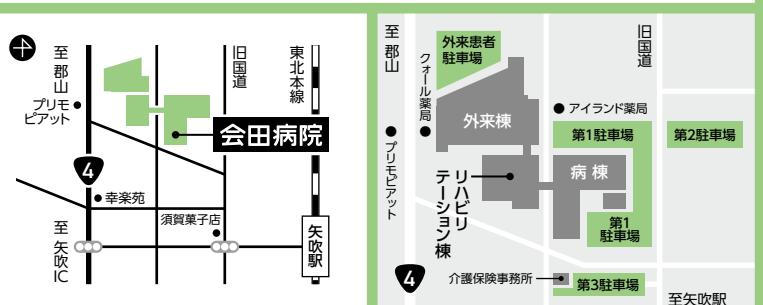 至 郡山
プリモ
ピアット
旧国道
東北本線
会田病院
4
幸楽苑
須賀菓子店
至 矢吹IC
矢吹駅
至 郡山
クォール薬局
外来患者
駐車場
旧国道
外来棟
アイランド薬局
第1駐車場
第2駐車場
プリモピアット
リハビリ
テーション棟
病棟
第1
駐車場
4
介護保険事務所
第3駐車場
至矢吹駅